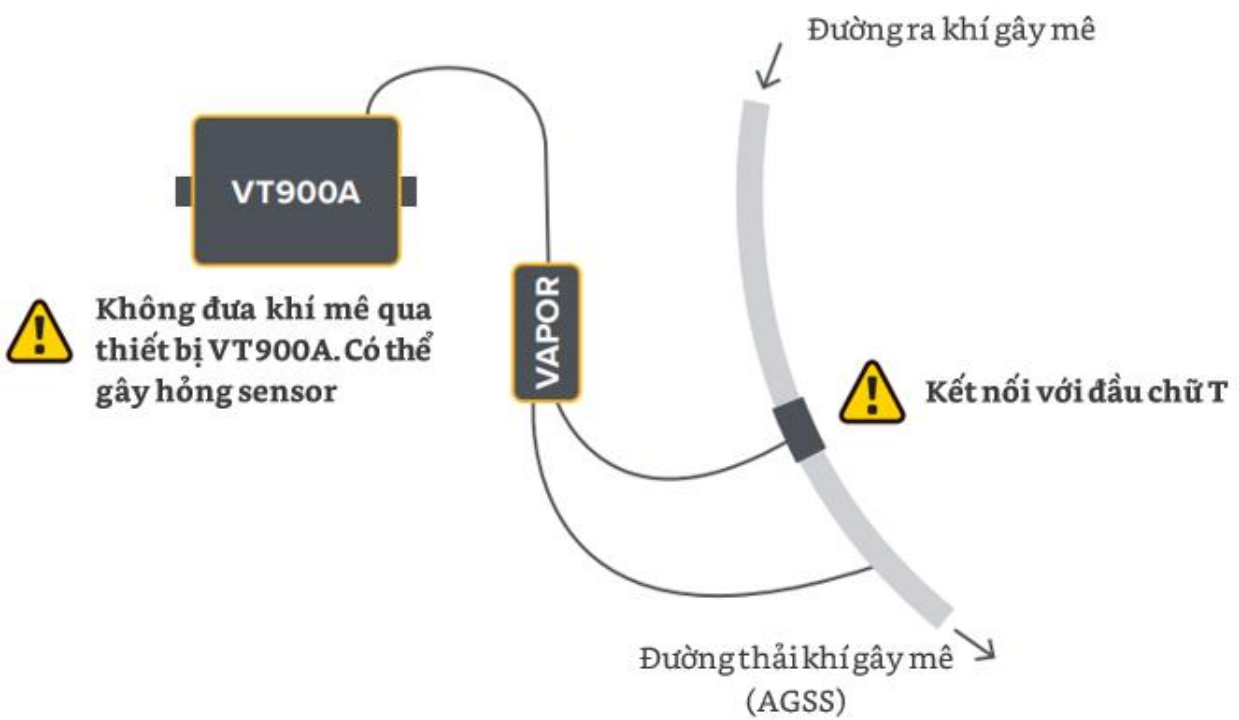 Đường ra khí gây mê
VT900A
VAPOR
Không đưa khí mê qua
thiết bị VT900A. Có thể
gây hỏng sensor
Kết nối với đầu chữ T
Đường thải khí gây mê
(AGSS)